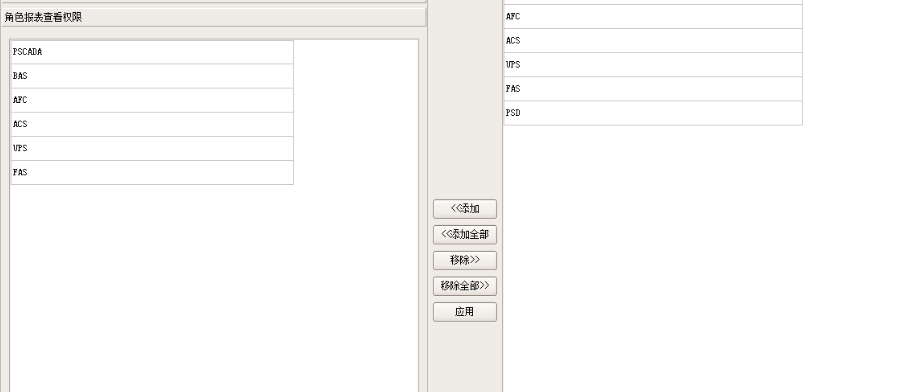 角色报表查看权限
PSCADA
BAS
AFC
ACS
UPS
FAS
<<添加
<<添加全部
移除>>
移除全部>>
应用
AFC
ACS
UPS
FAS
PSD